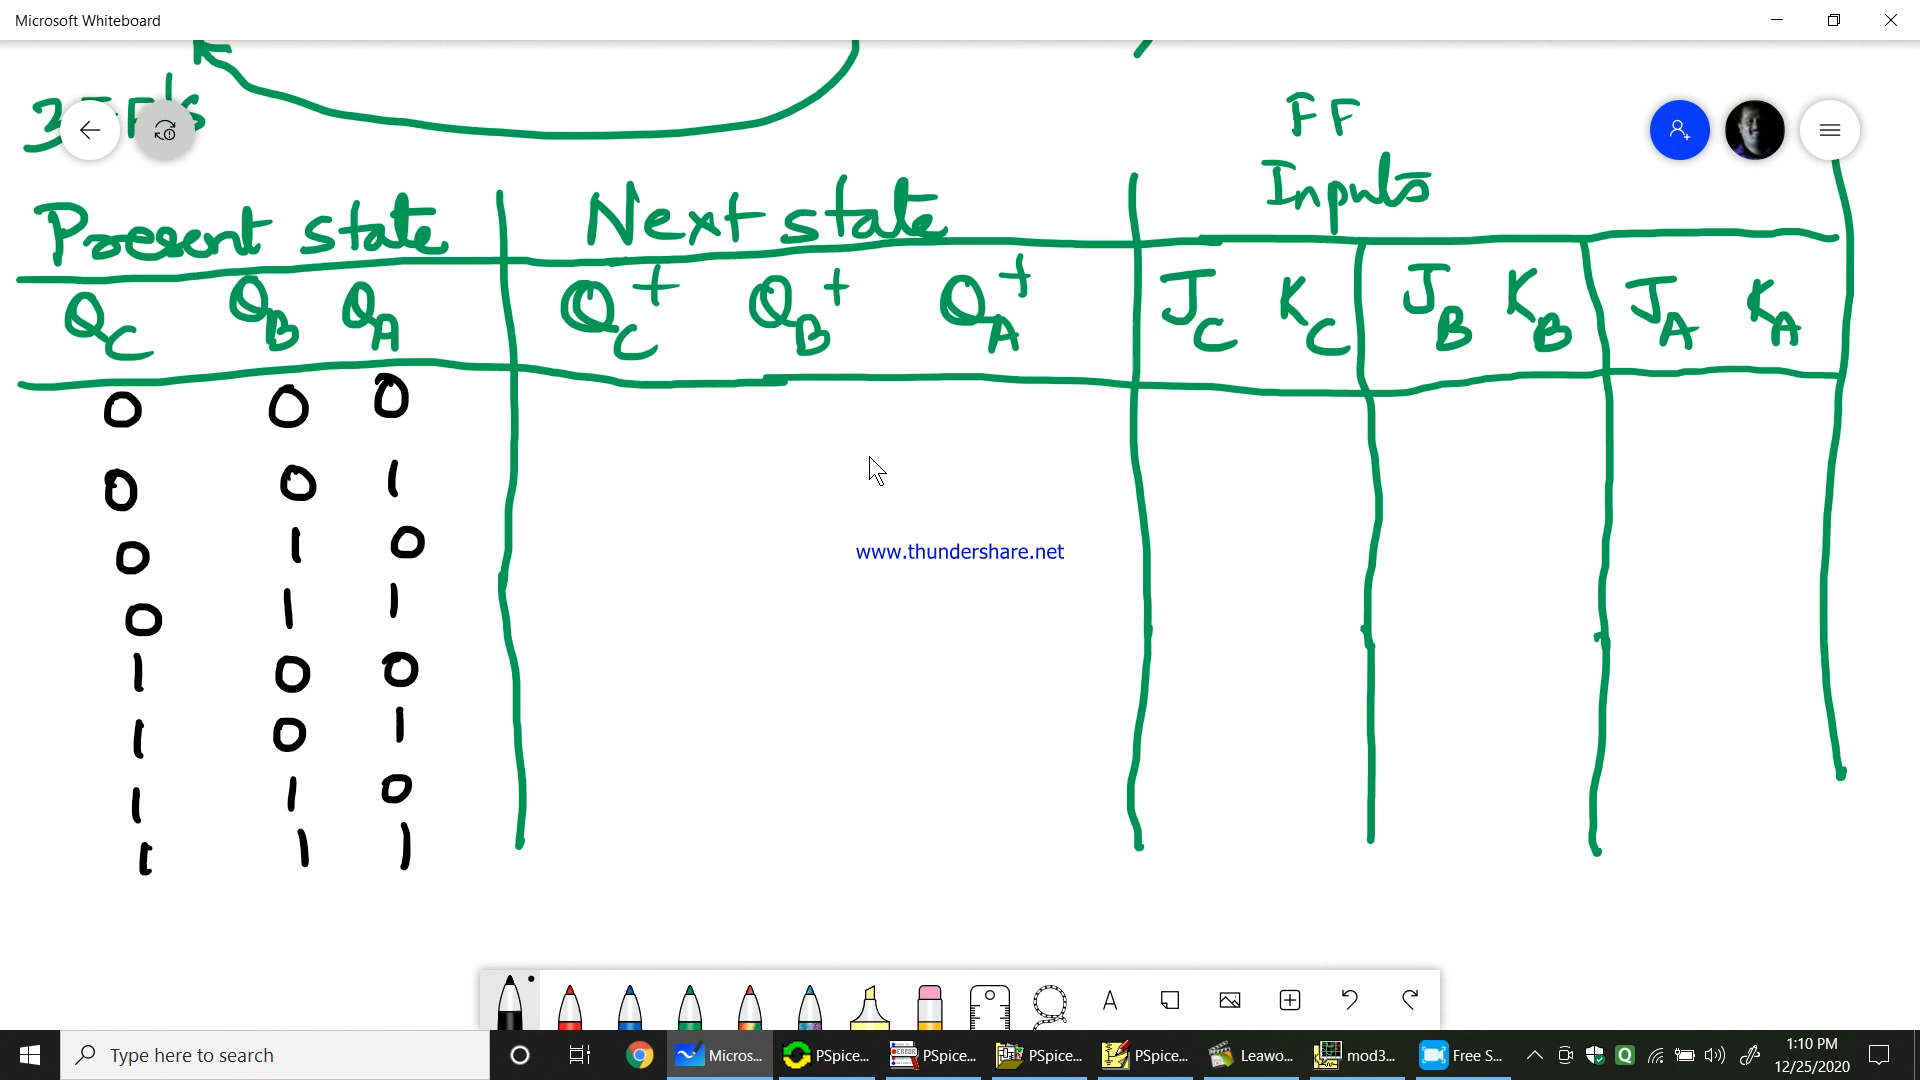 Microsoft Whiteboard
FF
Inputs
Present state Next state
QC QB QA QC+ QB+ QA+ JC KC JB KB JA KA
0 0 0
0 0 1
0 1 0
0 1 1
1 0 0
1 0 1
1 1 0
1 1 1
www.thundershare.net
A
Type here to search
Micros...
PSpice...
PSpice...
PSpice...
PSpice...
Leawo...
mod3...
Free S...
1:10 PM
12/25/2020